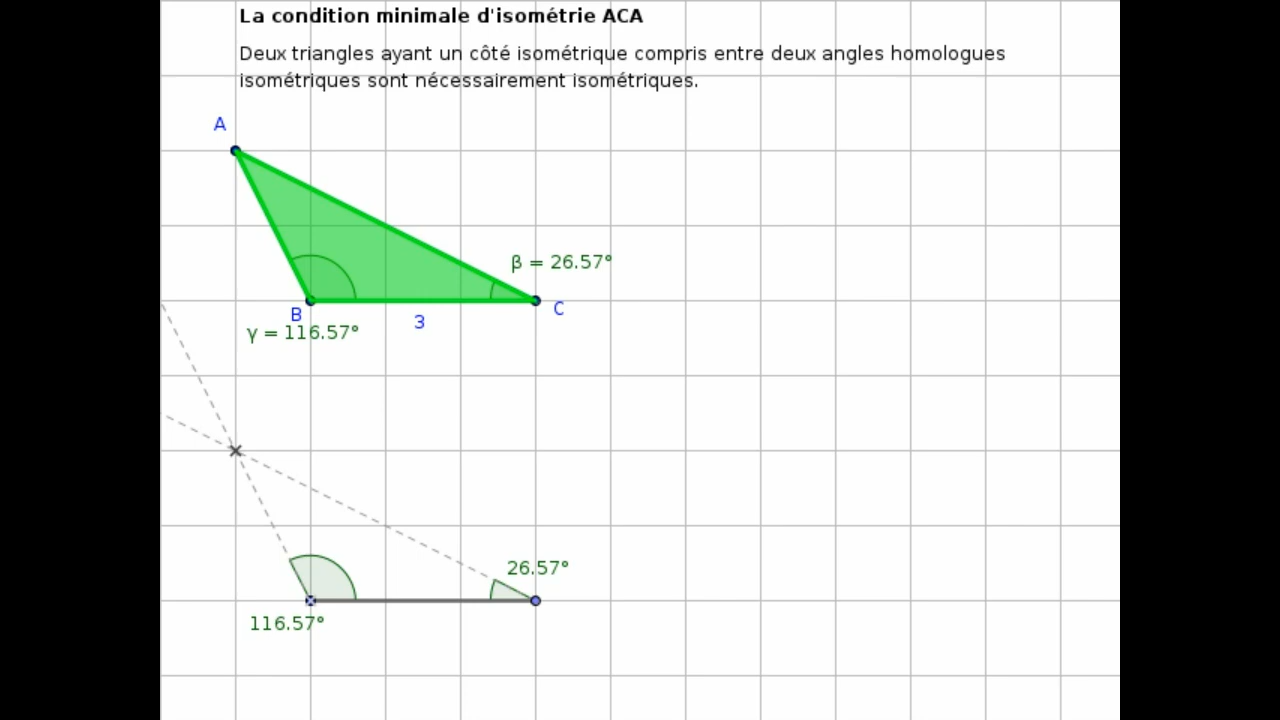 La condition minimale d'isométrie ACA
Deux triangles ayant un côté isométrique compris entre deux angles homologues
isométriques sont nécessairement isométriques.
A
β = 26.57°
B
C
3
γ = 116.57°
26.57°
116.57°